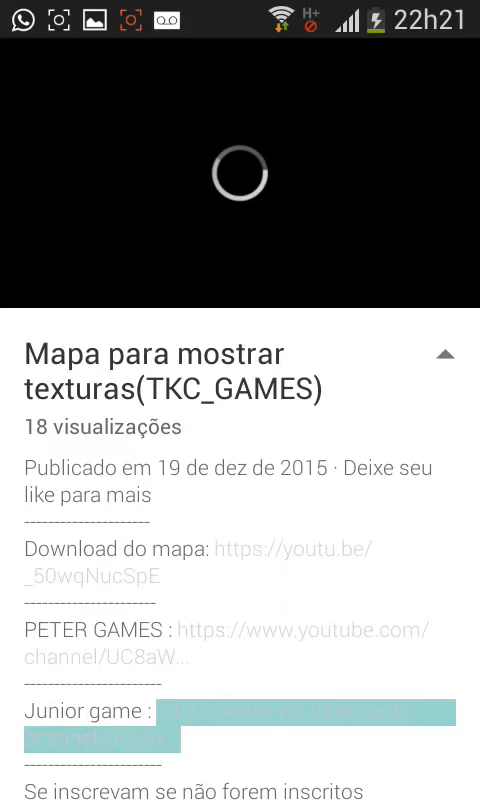 H+ 22h21
Mapa para mostrar
texturas(TKC_GAMES)
18 visualizações
Publicado em 19 de dez de 2015 · Deixe seu
like para mais
---------------------
Download do mapa: https://youtu.be/
_50wqNucSpE
----------------------
PETER GAMES : https://www.youtube.com/
channel/UC8aW...
-----------------------
Junior game :
-----------------------
Se inscrevam se não forem inscritos